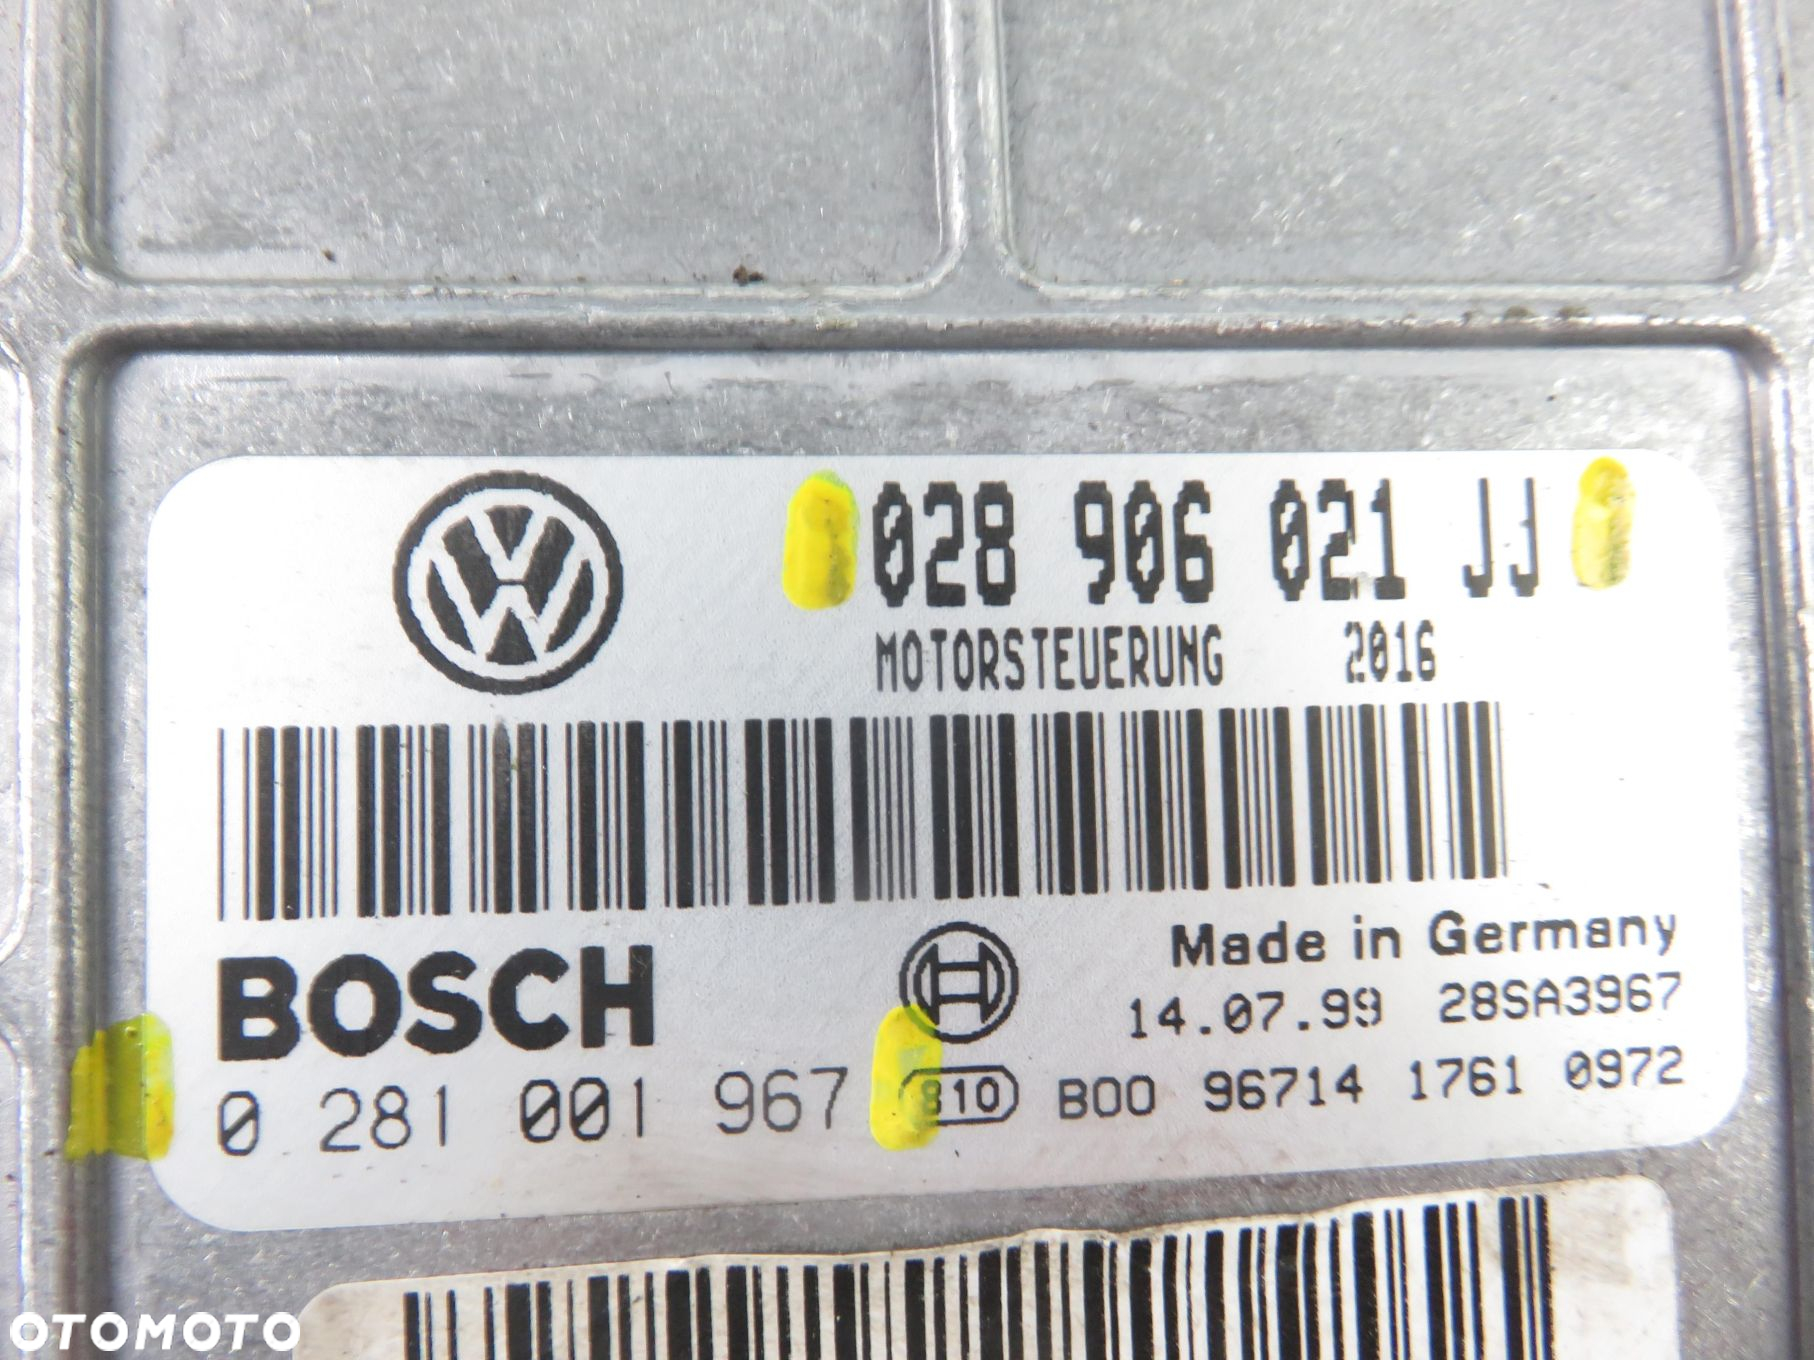 028 906 021 JJ
MOTORSTEUERUNG 2016
BOSCH
Made in Germany
14.07.99 28SA3967
0 281 001 967 810 B00 96714 1761 0972
OTOMOTO